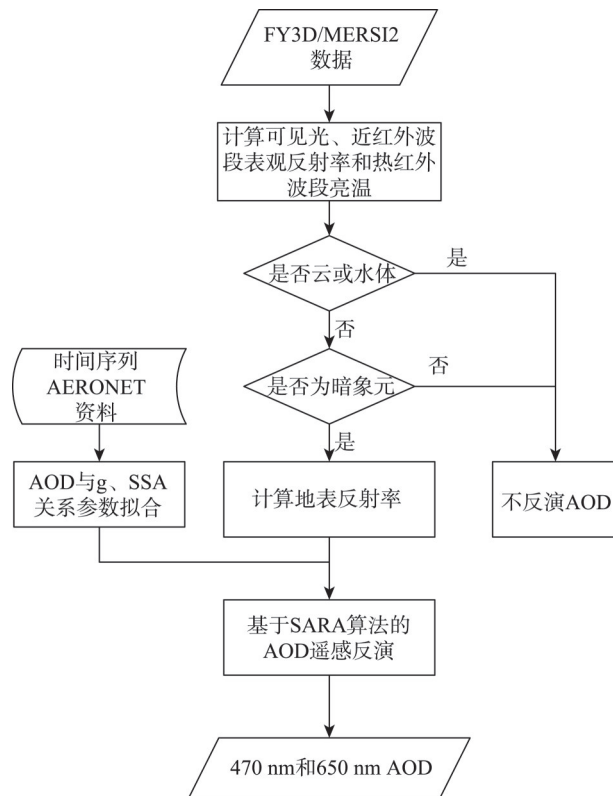 FY3D/MERSI2
数据
计算可见光、近红外波
段表观反射率和热红外
波段亮温
是否云或水体
是
否
时间序列
AERONET
资料
是否为暗象元
否
是
AOD与g、SSA
关系参数拟合
计算地表反射率
不反演AOD
基于SARA算法的
AOD遥感反演
470 nm和650 nm AOD